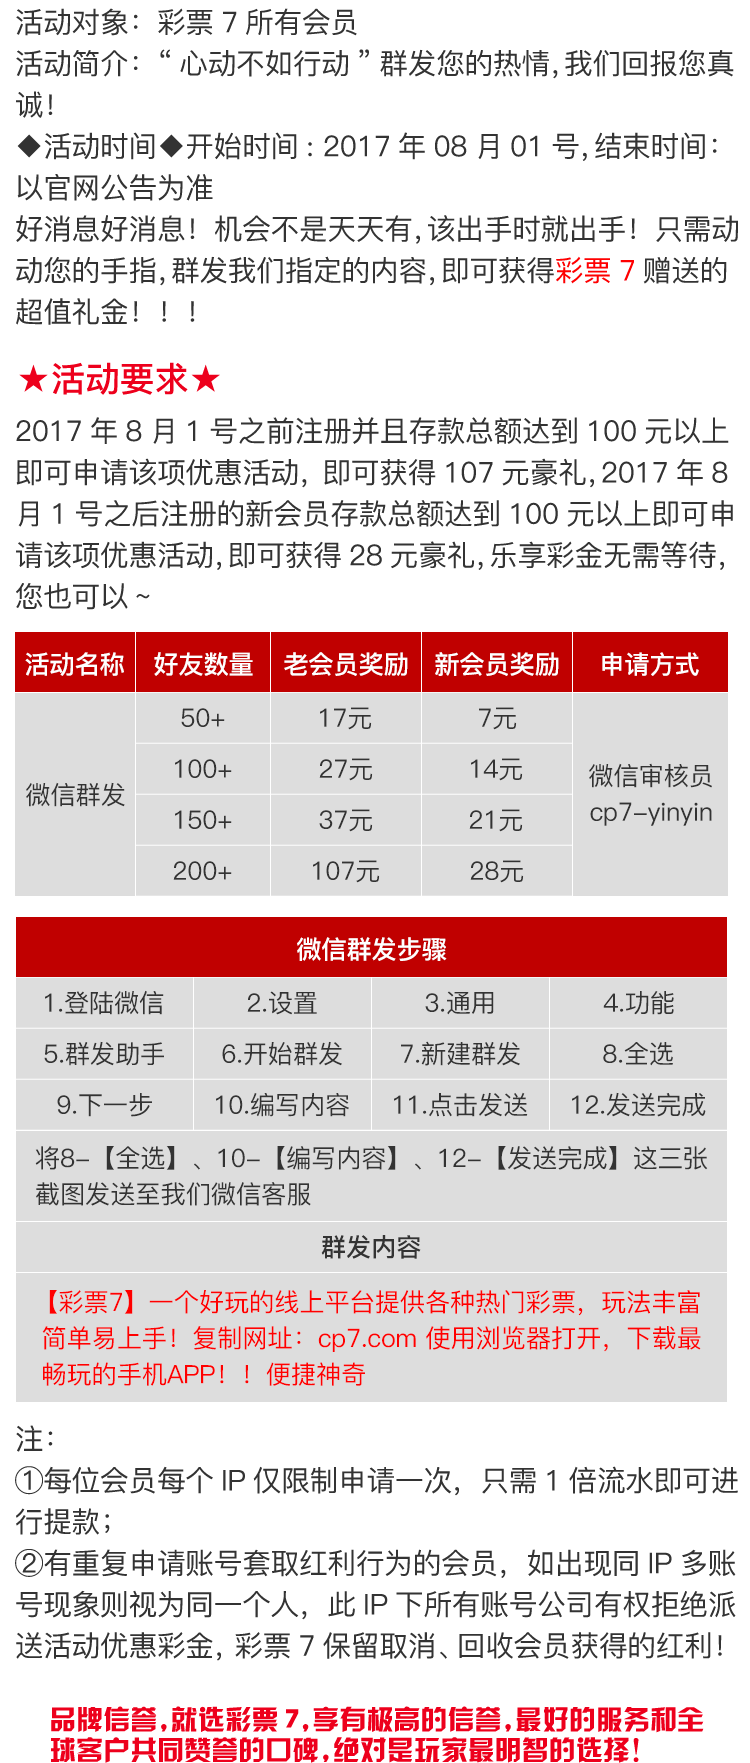 活动对象：彩票 7 所有会员
活动简介：“ 心动不如行动 ” 群发您的热情, 我们回报您真
诚！
◆活动时间◆开始时间 : 2017 年 08 月 01 号, 结束时间：
以官网公告为准
好消息好消息！机会不是天天有, 该出手时就出手！只需动
动您的手指, 群发我们指定的内容, 即可获得彩票 7 赠送的
超值礼金！！！
★活动要求★
2017 年 8 月 1 号之前注册并且存款总额达到 100 元以上
即可申请该项优惠活动, 即可获得 107 元豪礼, 2017 年 8
月 1 号之后注册的新会员存款总额达到 100 元以上即可申
请该项优惠活动, 即可获得 28 元豪礼, 乐享彩金无需等待,
您也可以 ~
活动名称 好友数量 老会员奖励 新会员奖励 申请方式
50+ 17元 7元
100+ 27元 14元
微信群发
微信审核员
cp7-yinyin
150+ 37元 21元
200+ 107元 28元
微信群发步骤
1.登陆微信 2.设置 3.通用 4.功能
5.群发助手 6.开始群发 7.新建群发 8.全选
9.下一步 10.编写内容 11.点击发送 12.发送完成
将8-【全选】、10-【编写内容】、12-【发送完成】这三张
截图发送至我们微信客服
群发内容
【彩票7】一个好玩的线上平台提供各种热门彩票，玩法丰富
简单易上手！复制网址：cp7.com 使用浏览器打开，下载最
畅玩的手机APP！！便捷神奇
注：
①每位会员每个 IP 仅限制申请一次，只需 1 倍流水即可进
行提款；
②有重复申请账号套取红利行为的会员，如出现同 IP 多账
号现象则视为同一个人，此 IP 下所有账号公司有权拒绝派
送活动优惠彩金, 彩票 7 保留取消、回收会员获得的红利！
品牌信誉,就选彩票 7,享有极高的信誉,最好的服务和全
球客户共同赞誉的口碑,绝对是玩家最明智的选择！